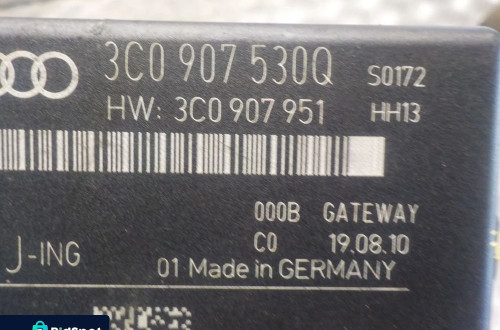 3C0 907 530Q S0172
HW: 3C0 907 951 HH13
000B GATEWAY
C0 19.08.10
J-ING
01 Made in GERMANY
BidSpot